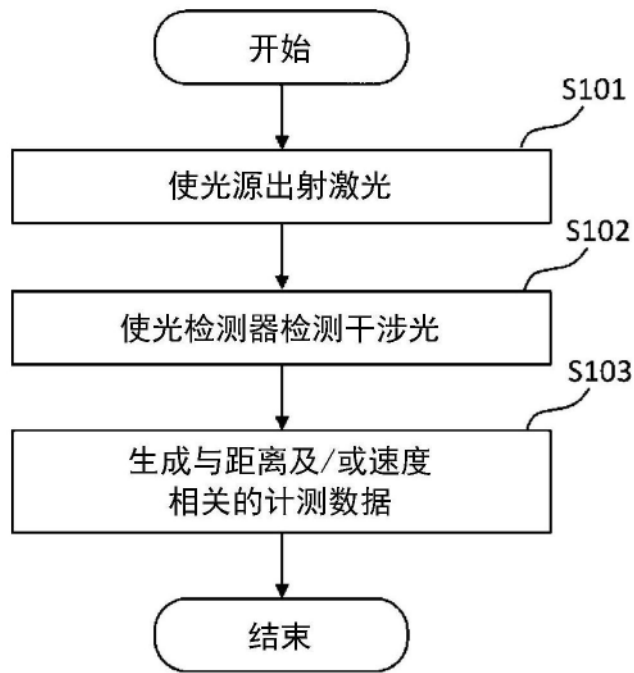 开始
S101
使光源出射激光
S102
使光检测器检测干涉光
S103
生成与距离及/或速度
相关的计测数据
结束